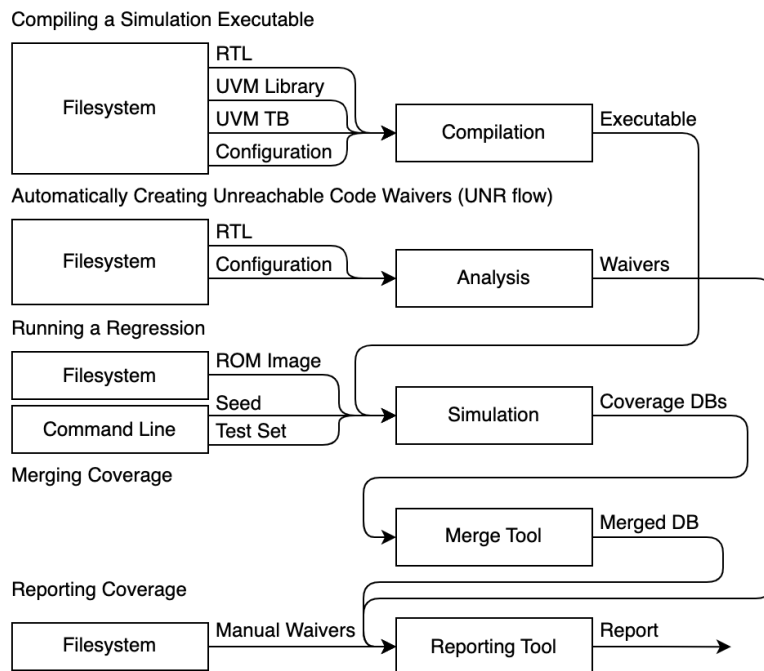 Compiling a Simulation Executable
RTL
UVM Library
Filesystem
UVM TB
Executable
Compilation
Configuration
Automatically Creating Unreachable Code Waivers (UNR flow)
RTL
Filesystem
Configuration
Analysis
Waivers
Running a Regression
Filesystem
ROM Image
Seed
Command Line
Test Set
Simulation
Coverage DBs
Merging Coverage
Merge Tool
Merged DB
Reporting Coverage
Filesystem
Manual Waivers
Reporting Tool
Report